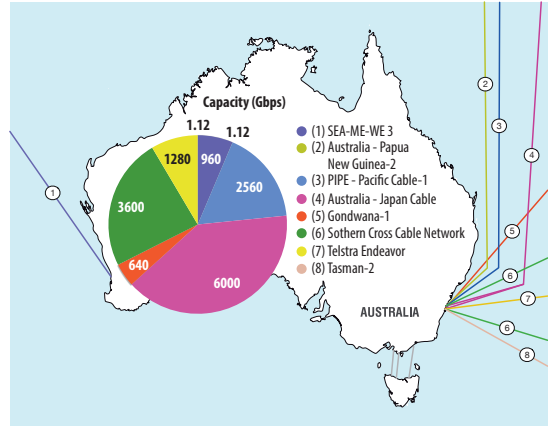 Capacity (Gbps)
1.12
1.12
1280
960
2560
3600
640
6000
(1) SEA-ME-WE 3
(2) Australia - Papua
New Guinea-2
(3) PIPE - Pacific Cable-1
(4) Australia - Japan Cable
(5) Gondwana-1
(6) Sothern Cross Cable Network
(7) Telstra Endeavor
(8) Tasman-2
AUSTRALIA
1
2
3
4
5
6
7
6
8